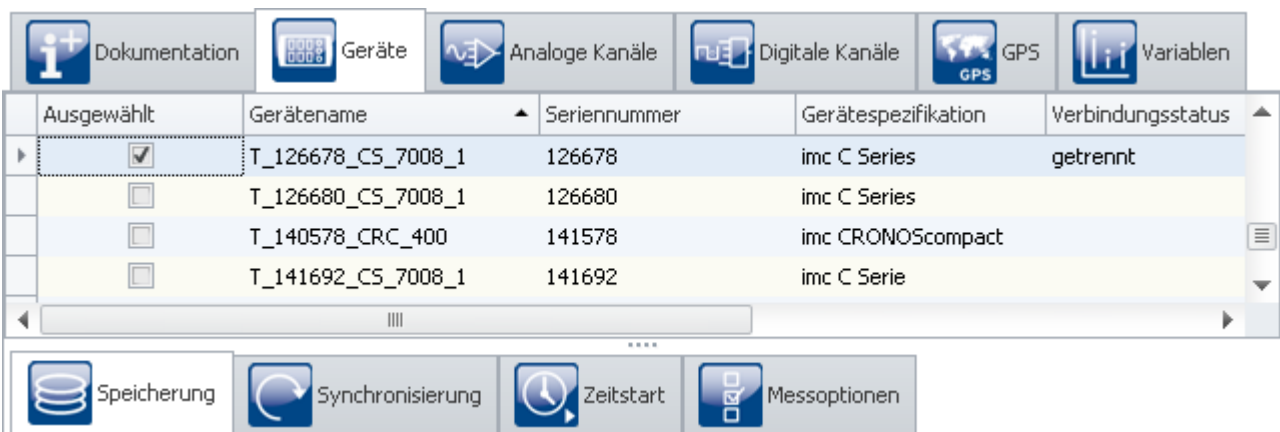 Dokumentation Geräte Analoge Kanäle Digitale Kanäle GPS GPS Variablen
Ausgewählt Gerätename Seriennummer Gerätespezifikation Verbindungsstatus
T_126678_CS_7008_1 126678 imc C Series getrennt
T_126680_CS_7008_1 126680 imc C Series
T_140578_CRC_400 141578 imc CRONOScompact
T_141692_CS_7008_1 141692 imc C Serie
Speicherung Synchronisierung Zeitstart Messoptionen